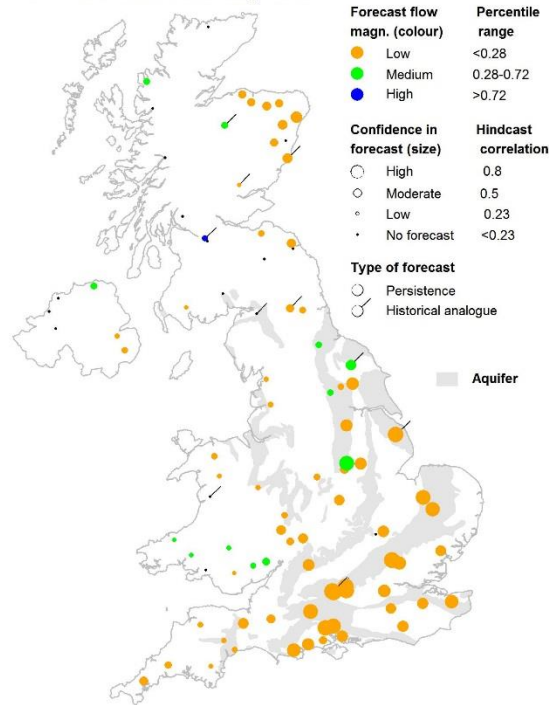 Forecast flow Percentile
magn. (colour) range
Low <0.28
Medium 0.28-0.72
High >0.72
Confidence in Hindcast
forecast (size) correlation
High 0.8
Moderate 0.5
Low 0.23
No forecast <0.23
Type of forecast
Persistence
Historical analogue
Aquifer